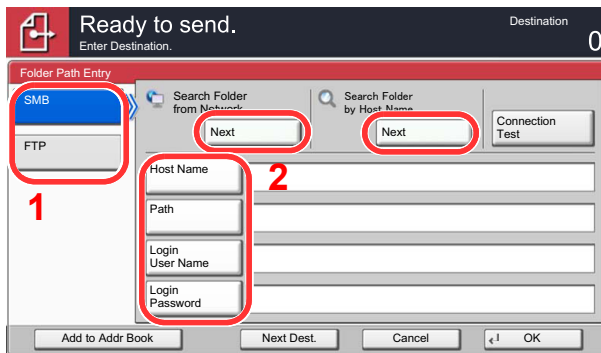 Ready to send.
Destination
Enter Destination.
0
Folder Path Entry
SMB
Search Folder
from Network
Search Folder
by Host Name
Next
Next
Connection
Test
FTP
1
2
Host Name
Path
Login
User Name
Login
Password
Add to Addr Book
Next Dest.
Cancel
OK